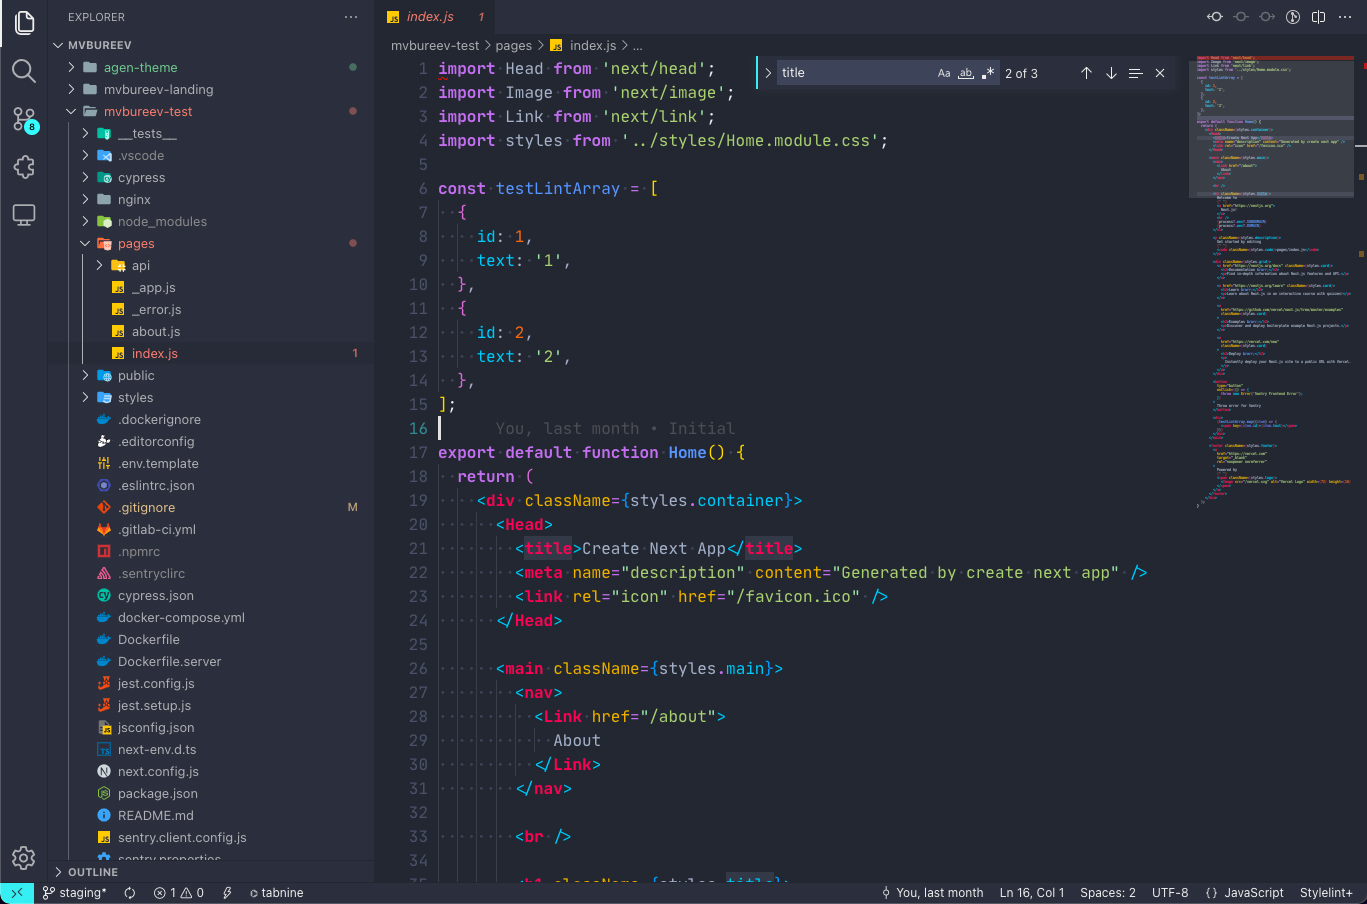 EXPLORER
MVBUREEV
agen-theme
mvbureev-landing
mvbureev-test
__tests__
.vscode
cypress
nginx
node_modules
pages
api
_app.js
_error.js
about.js
index.js 1
public
styles
.dockerignore
.editorconfig
.env.template
.eslintrc.json
.gitignore M
.gitlab-ci.yml
.npmrc
.sentryclirc
cypress.json
docker-compose.yml
Dockerfile
Dockerfile.server
jest.config.js
jest.setup.js
jsconfig.json
next-env.d.ts
next.config.js
package.json
README.md
sentry.client.config.js
sentry.properties
OUTLINE
8
JS index.js 1
mvbureev-test > pages > JS index.js > ...
title Aa ab 2 of 3
1 import Head from 'next/head';
2 import Image from 'next/image';
3 import Link from 'next/link';
4 import styles from '../styles/Home.module.css';
5
6 const testLintArray = [
7 {
8 id: 1,
9 text: '1',
10 },
11 {
12 id: 2,
13 text: '2',
14 },
15 ];
16 You, last month • Initial
17 export default function Home() {
18 return (
19 <div className={styles.container}>
20 <Head>
21 <title>Create Next App</title>
22 <meta name="description" content="Generated by create next app" />
23 <link rel="icon" href="/favicon.ico" />
24 </Head>
25
26 <main className={styles.main}>
27 <nav>
28 <Link href="/about">
29 About
30 </Link>
31 </nav>
32
33 <br />
34
35 <h1 className={styles.title}>
staging* 1 0 tabnine You, last month Ln 16, Col 1 Spaces: 2 UTF-8 {} JavaScript Stylelint+